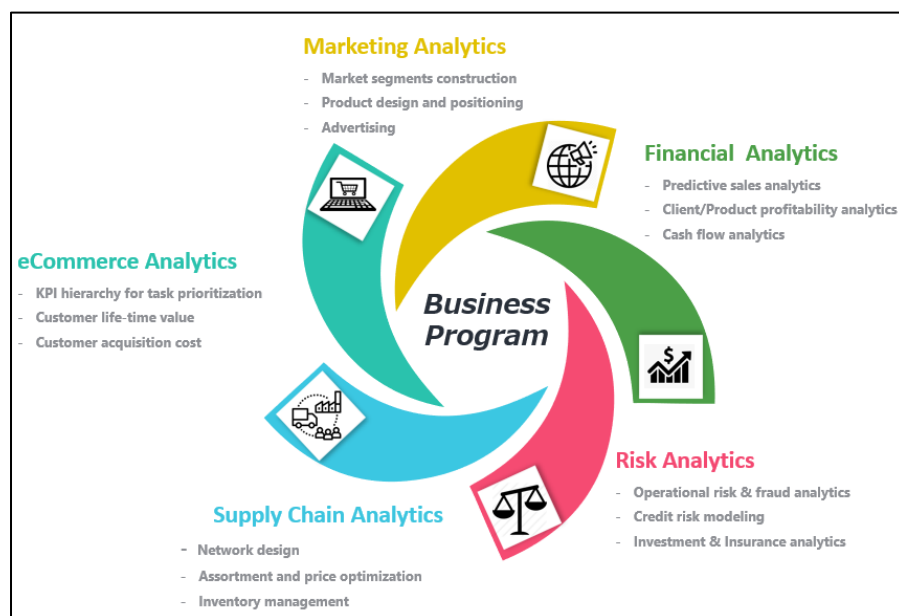 Marketing Analytics
- Market segments construction
- Product design and positioning
- Advertising
Financial Analytics
- Predictive sales analytics
- Client/Product profitability analytics
- Cash flow analytics
eCommerce Analytics
- KPI hierarchy for task prioritization
- Customer life-time value
- Customer acquisition cost
Business
Program
$
Risk Analytics
- Operational risk & fraud analytics
- Credit risk modeling
- Investment & Insurance analytics
Supply Chain Analytics
- Network design
- Assortment and price optimization
- Inventory management